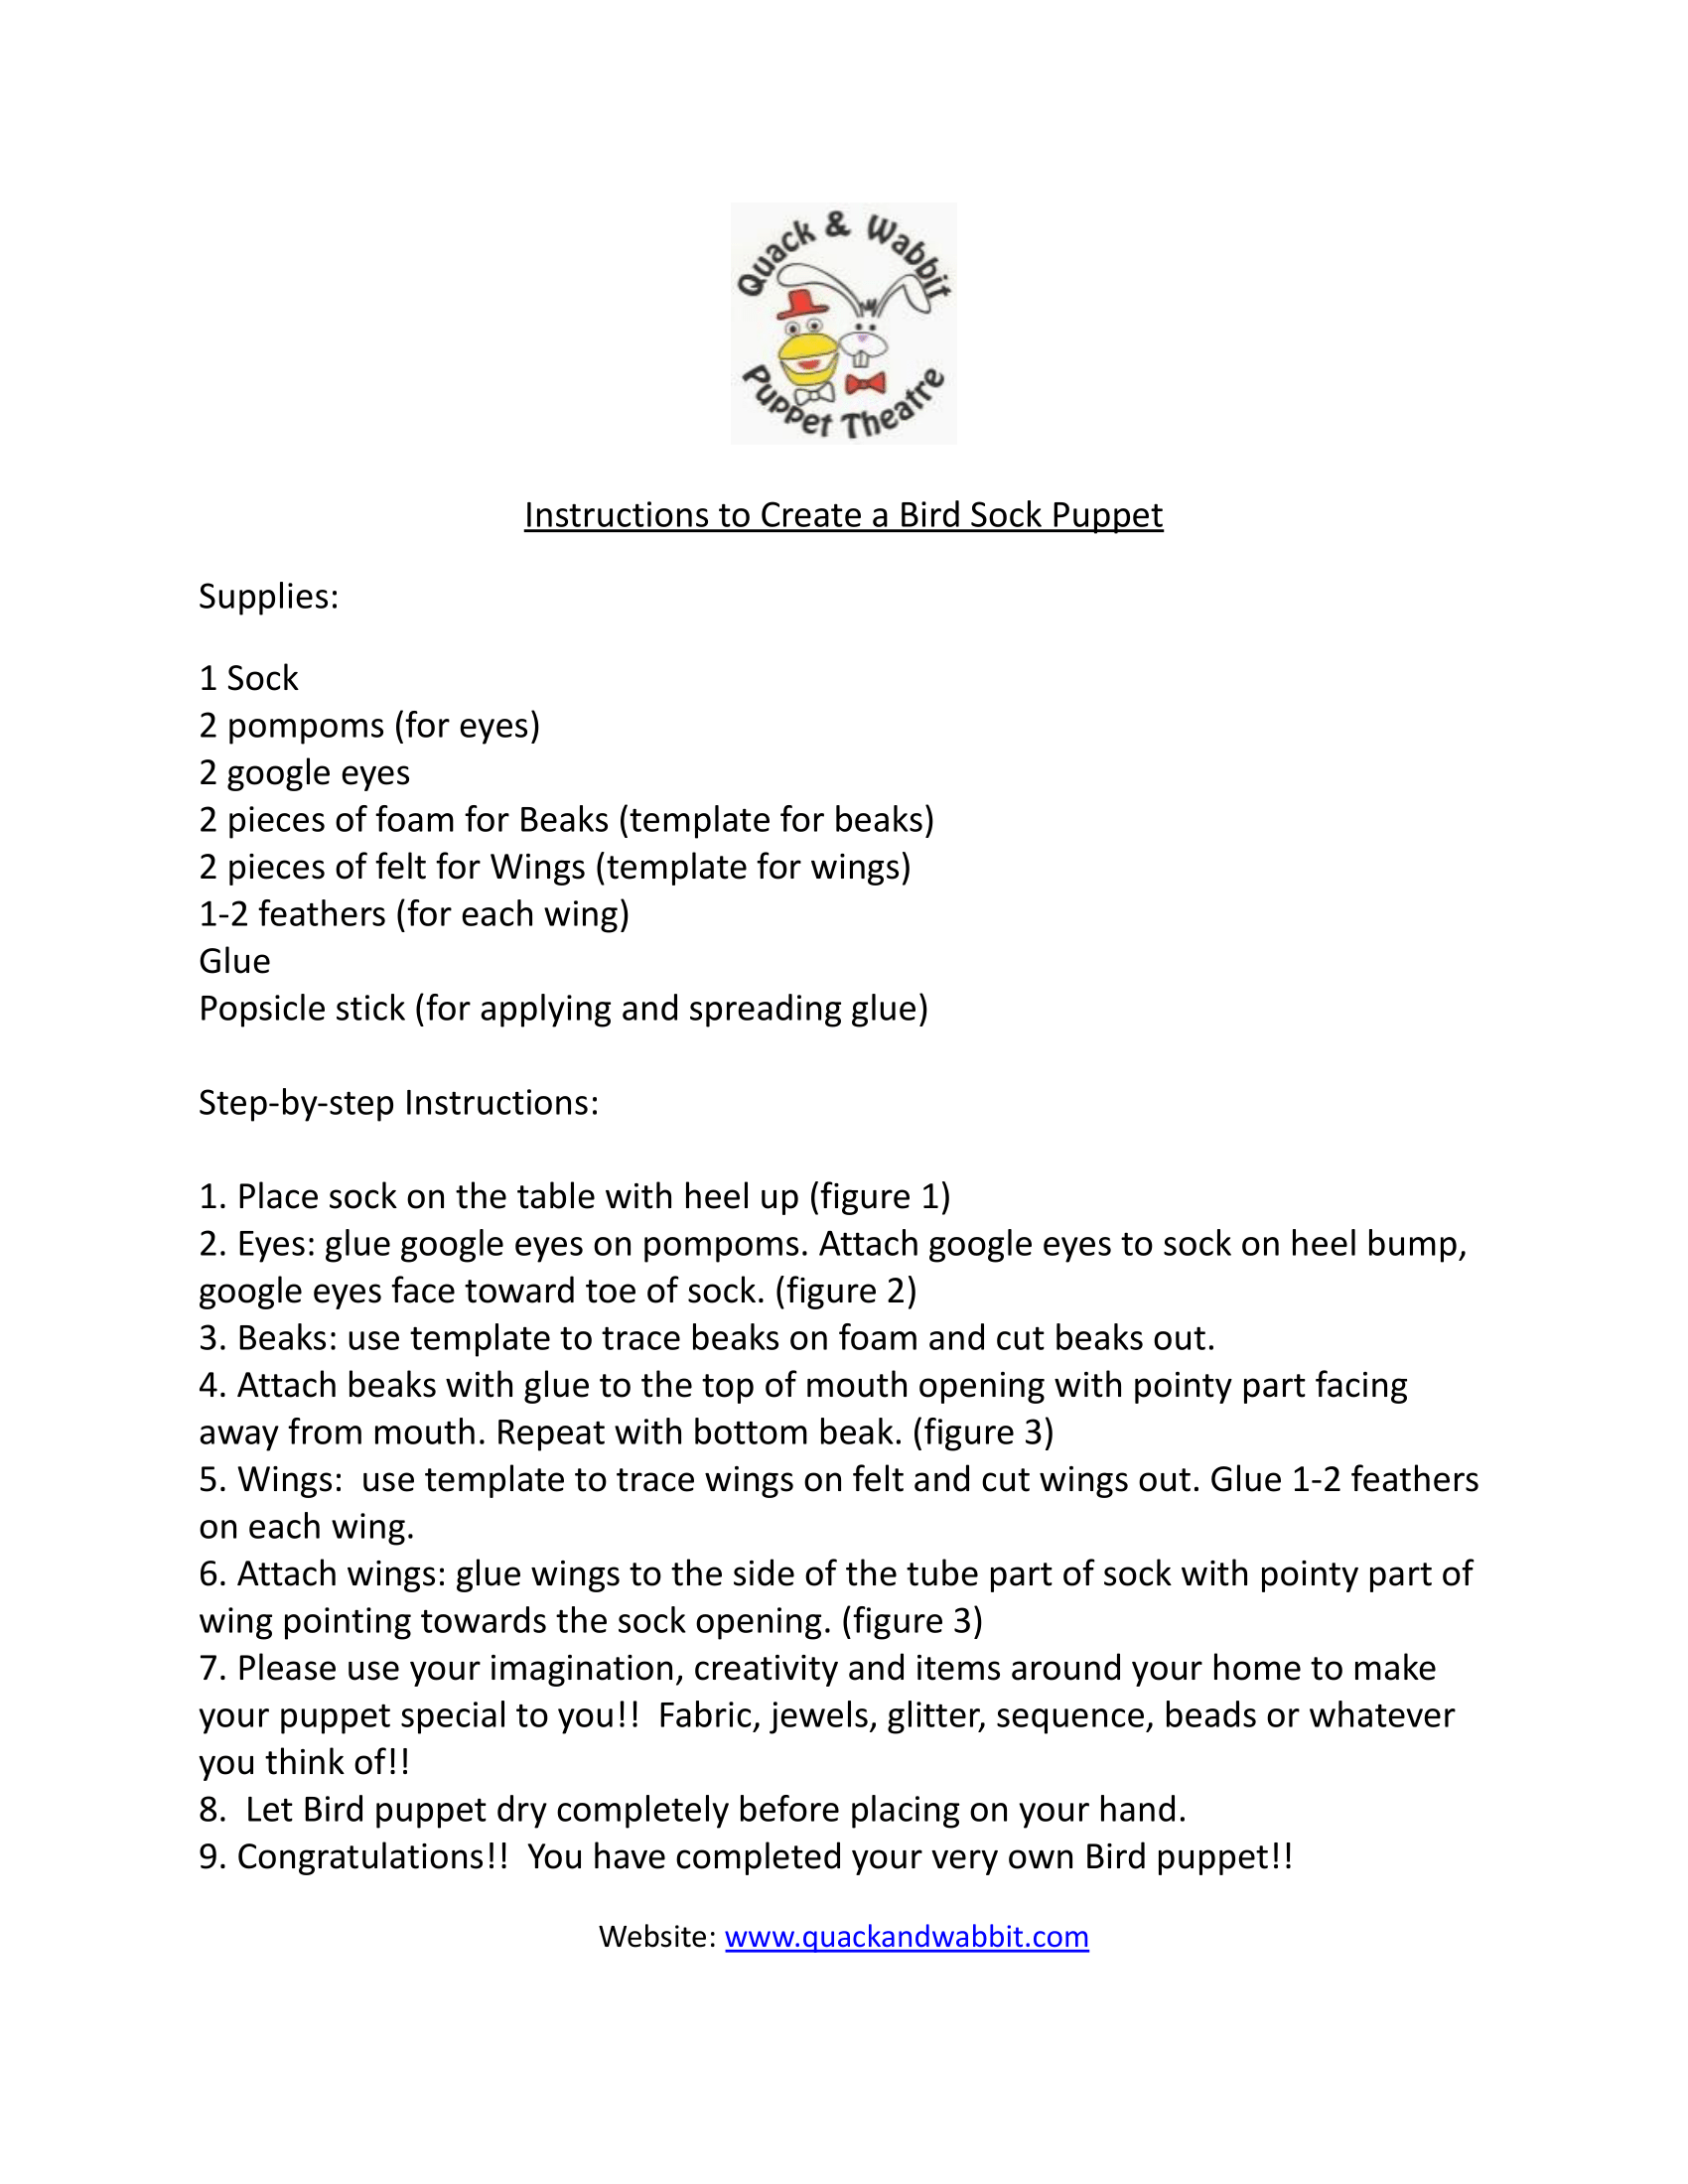 Quack & Wabbit
Puppet Theatre
Instructions to Create a Bird Sock Puppet
Supplies:
1 Sock
2 pompoms (for eyes)
2 google eyes
2 pieces of foam for Beaks (template for beaks)
2 pieces of felt for Wings (template for wings)
1-2 feathers (for each wing)
Glue
Popsicle stick (for applying and spreading glue)
Step-by-step Instructions:
1. Place sock on the table with heel up (figure 1)
2. Eyes: glue google eyes on pompoms. Attach google eyes to sock on heel bump,
google eyes face toward toe of sock. (figure 2)
3. Beaks: use template to trace beaks on foam and cut beaks out.
4. Attach beaks with glue to the top of mouth opening with pointy part facing
away from mouth. Repeat with bottom beak. (figure 3)
5. Wings:  use template to trace wings on felt and cut wings out. Glue 1-2 feathers
on each wing.
6. Attach wings: glue wings to the side of the tube part of sock with pointy part of
wing pointing towards the sock opening. (figure 3)
7. Please use your imagination, creativity and items around your home to make
your puppet special to you!!  Fabric, jewels, glitter, sequence, beads or whatever
you think of!!
8.  Let Bird puppet dry completely before placing on your hand.
9. Congratulations!!  You have completed your very own Bird puppet!!
Website: www.quackandwabbit.com